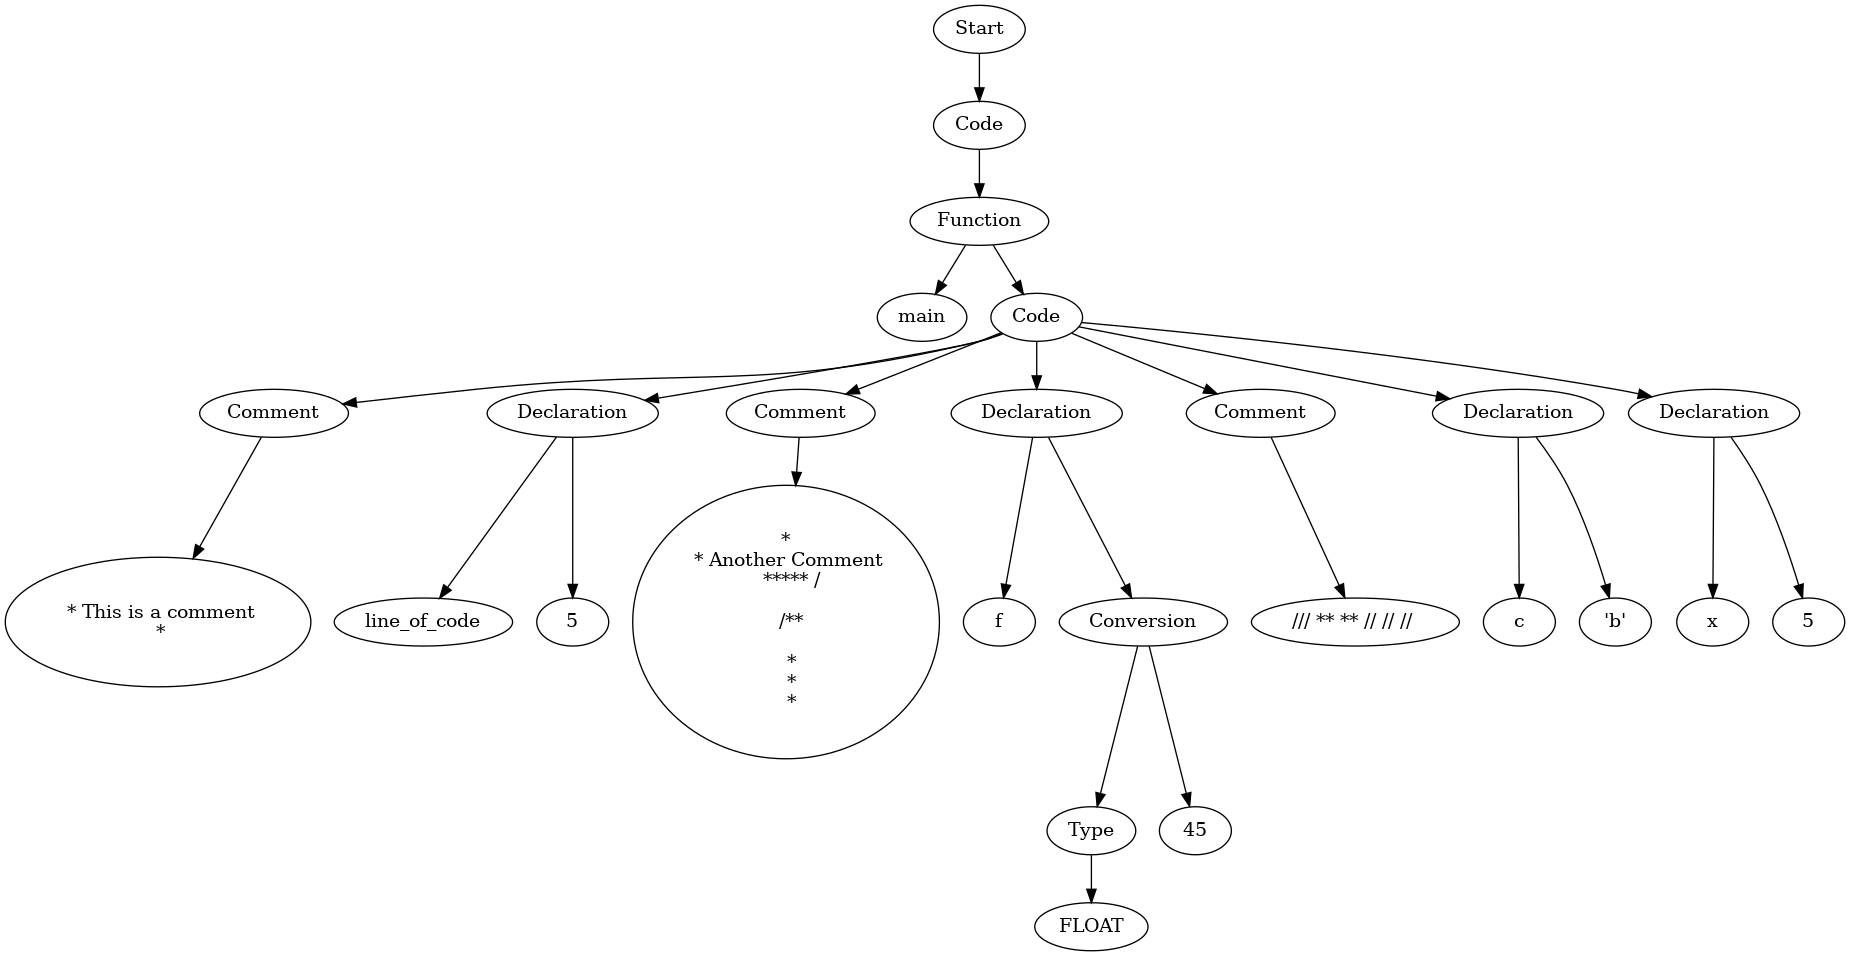 Start
Code
Function
main
Code
Comment
Declaration
Comment
Declaration
Comment
Declaration
Declaration
* This is a comment
*
line_of_code
5
*
* Another Comment
***** /
/**
*
*
*
f
Conversion
/// ** ** // // //
c
'b'
x
5
Type
45
FLOAT